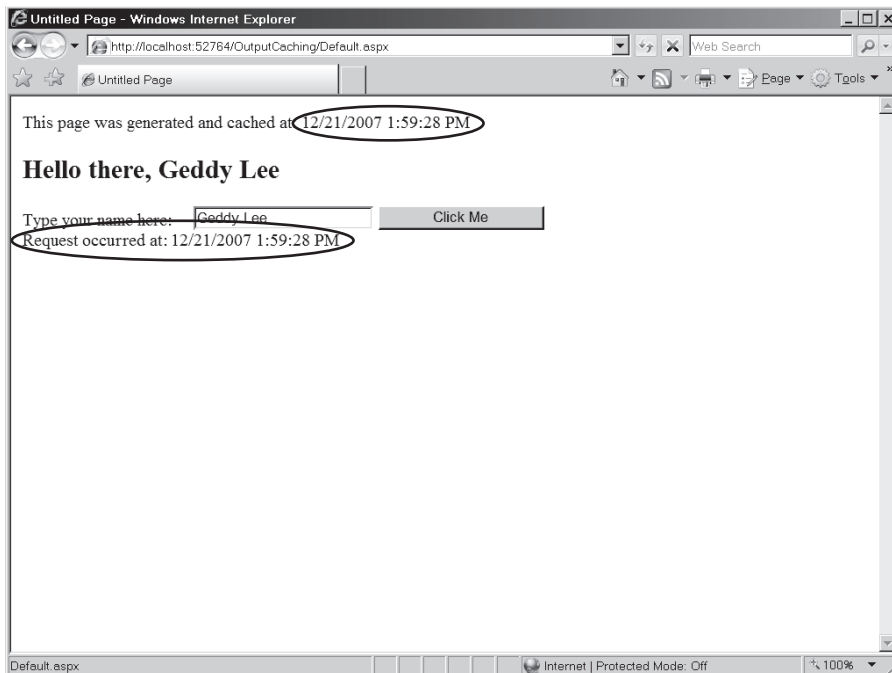 Untitled Page - Windows Internet Explorer
http://localhost:52764/OutputCaching/Default.aspx
Web Search
Untitled Page
Page
Tools
This page was generated and cached at: 12/21/2007 1:59:28 PM
Hello there, Geddy Lee
Type your name here: Geddy Lee Click Me
Request occurred at: 12/21/2007 1:59:28 PM
Default.aspx
Internet | Protected Mode: Off
100%